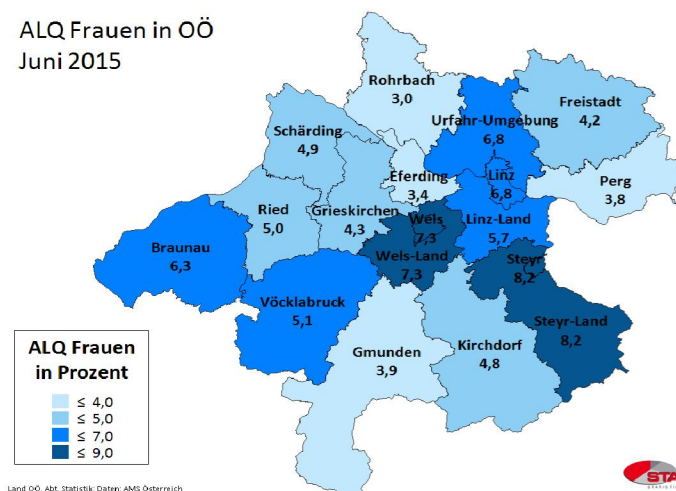 ALQ Frauen in OÖ
Juni 2015
Rohrbach
3,0
Freistadt
4,2
Urfahr-Umgebung
6,8
Schärding
4,9
Eferding
3,4
Linz
6,8
Perg
3,8
Ried
5,0
Grieskirchen
4,3
Wels
7,3
Linz-Land
5,7
Braunau
6,3
Wels-Land
7,3
Steyr
8,2
Vöcklabruck
5,1
Steyr-Land
8,2
Gmunden
3,9
Kirchdorf
4,8
ALQ Frauen
in Prozent
≤ 4,0
≤ 5,0
≤ 7,0
≤ 9,0
STA
Land OÖ, Abt. Statistik; Daten: AMS Österreich